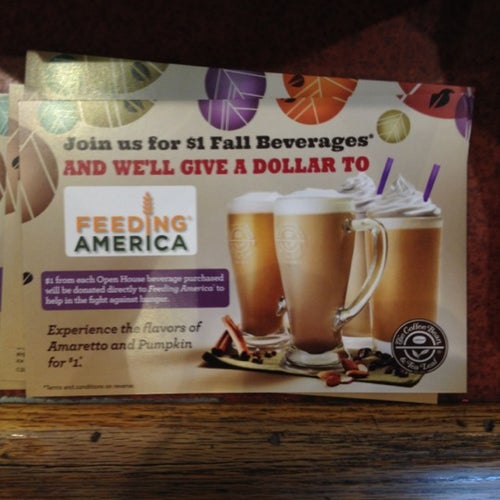 Join us for $1 Fall Beverages*
AND WE'LL GIVE A DOLLAR TO
FEEDING®
AMERICA
$1 from each Open House beverage purchased
will be donated directly to Feeding America® to
help in the fight against hunger.
Experience the flavors of
Amaretto and Pumpkin
for $1.*
*Terms and conditions on reverse.
The Coffee Bean
& Tea Leaf